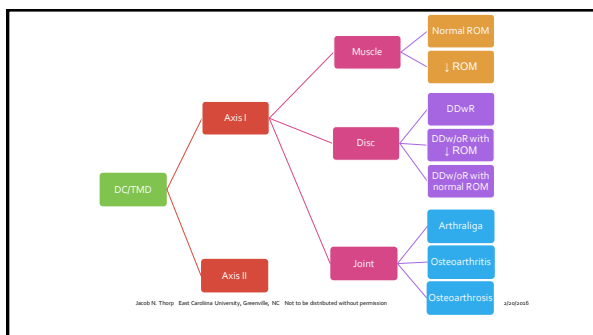 Normal ROM
Muscle
↓ ROM
DDwR
Axis I
Disc
DDw/oR with
↓ ROM
DDw/oR with
normal ROM
DC/TMD
Arthraliga
Axis II
Joint
Osteoarthritis
Osteoarthrosis
Jacob N. Thorp East Carolina University, Greenville, NC Not to be distributed without permission
2/20/2026